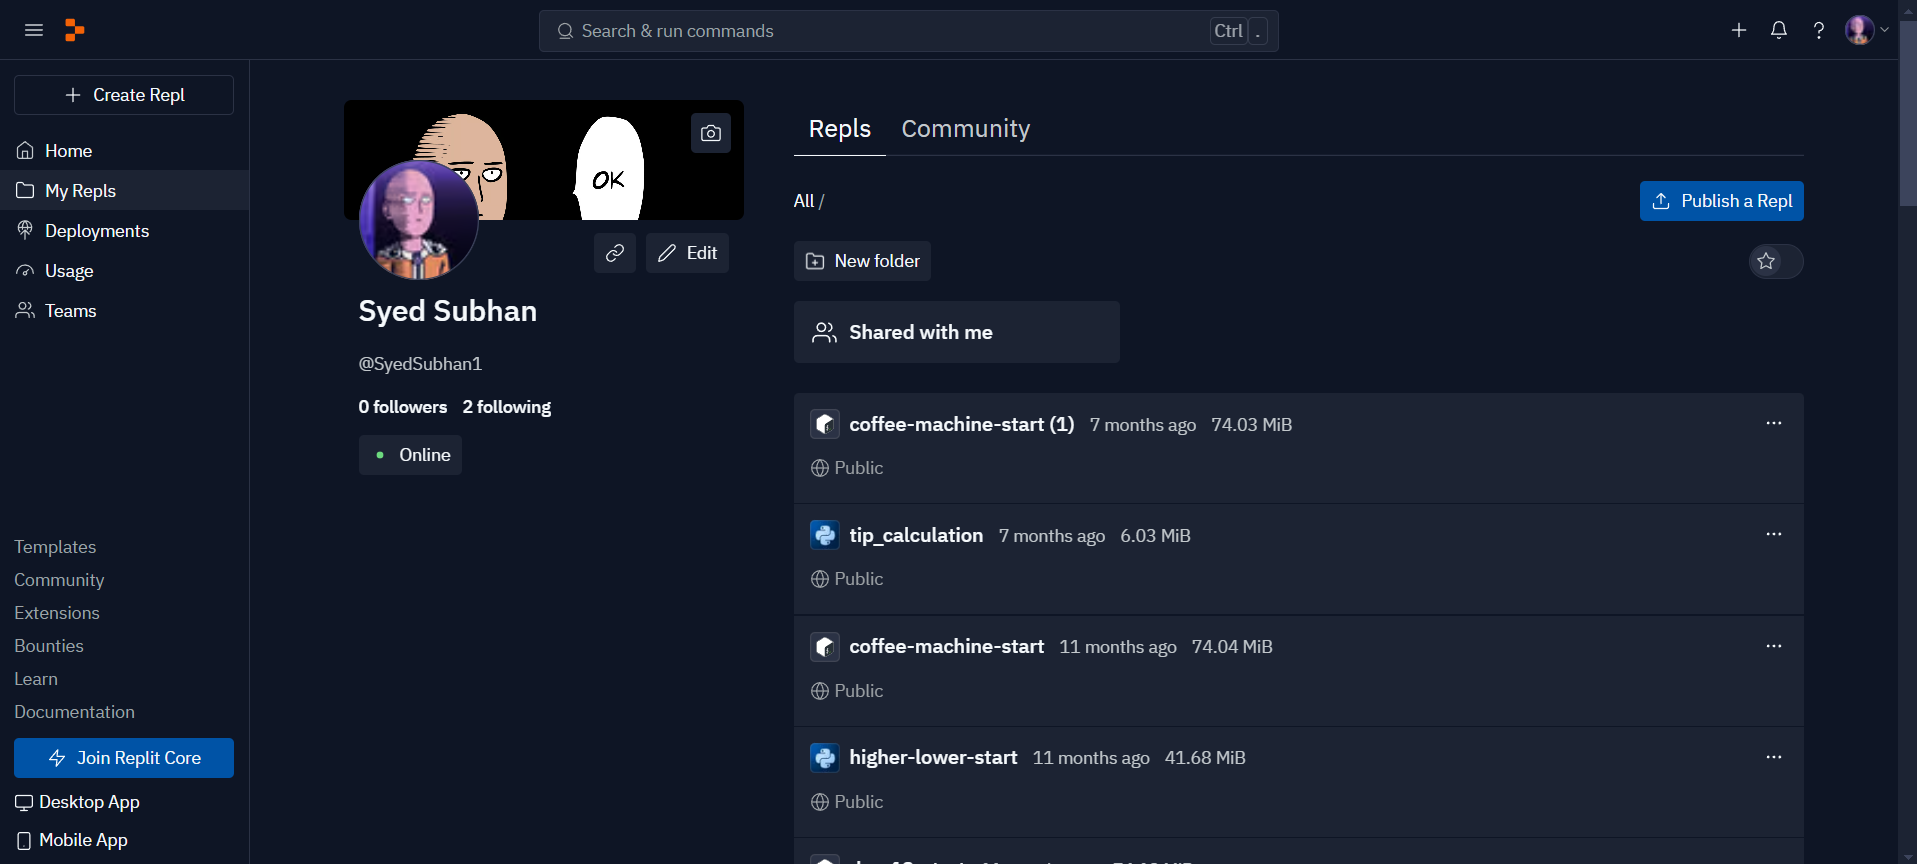 Search & run commands Ctrl .
Create Repl
Home
My Repls
Deployments
Usage
Teams
Templates
Community
Extensions
Bounties
Learn
Documentation
Join Replit Core
Desktop App
Mobile App
OK
Edit
Syed Subhan
@SyedSubhan1
0 followers 2 following
Online
Repls Community
All /
Publish a Repl
New folder
Shared with me
coffee-machine-start (1) 7 months ago 74.03 MiB
Public
tip_calculation 7 months ago 6.03 MiB
Public
coffee-machine-start 11 months ago 74.04 MiB
Public
higher-lower-start 11 months ago 41.68 MiB
Public